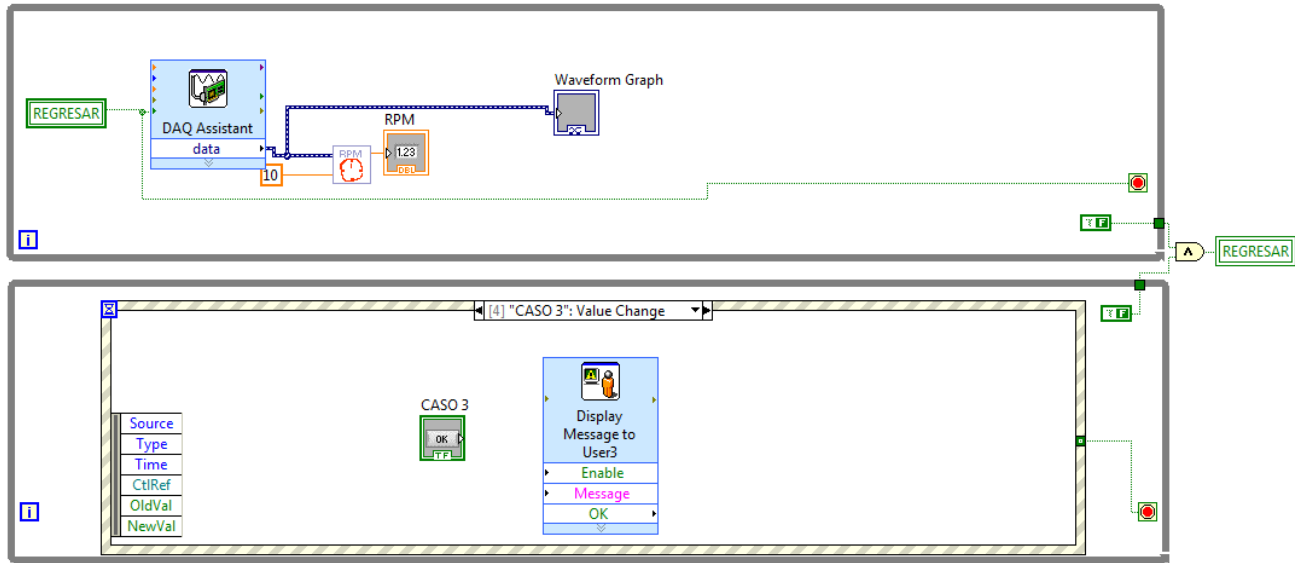 Waveform Graph
REGRESAR
DAQ Assistant
data
RPM
RPM
1.23
DBL
10
i
T F
REGRESAR
[4] "CASO 3": Value Change
T F
CASO 3
OK
TF
Display
Message to
User3
Enable
Message
OK
Source
Type
Time
CtlRef
OldVal
NewVal
i